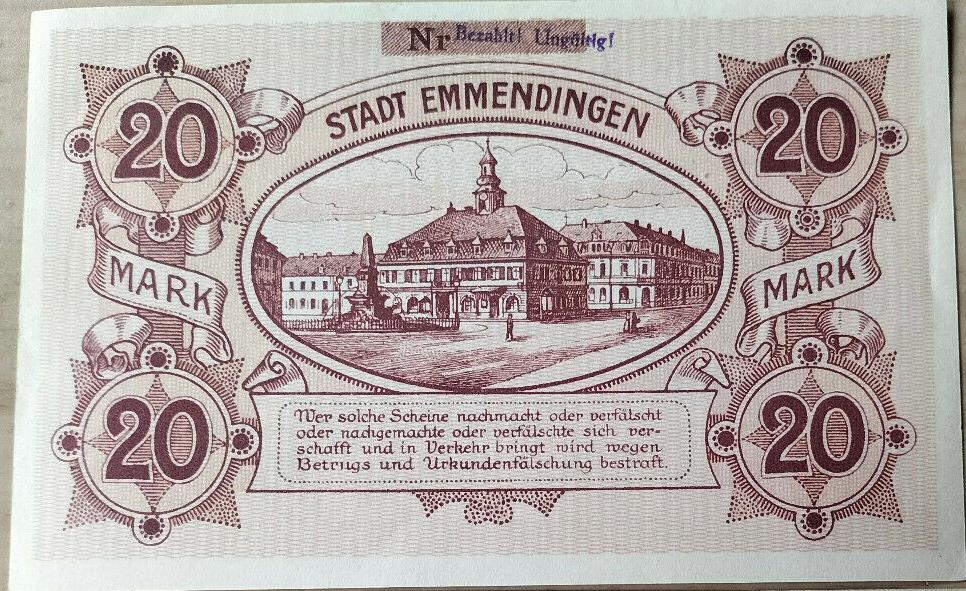 Nr Bezahlt! Ungültig!
STADT EMMENDINGEN
20
20
MARK
MARK
20
20
Wer solche Scheine nachmacht oder verfälscht
oder nachgemachte oder verfälschte sich ver-
schafft und in Verkehr bringt wird wegen
Betrugs und Urkundenfälschung bestraft.